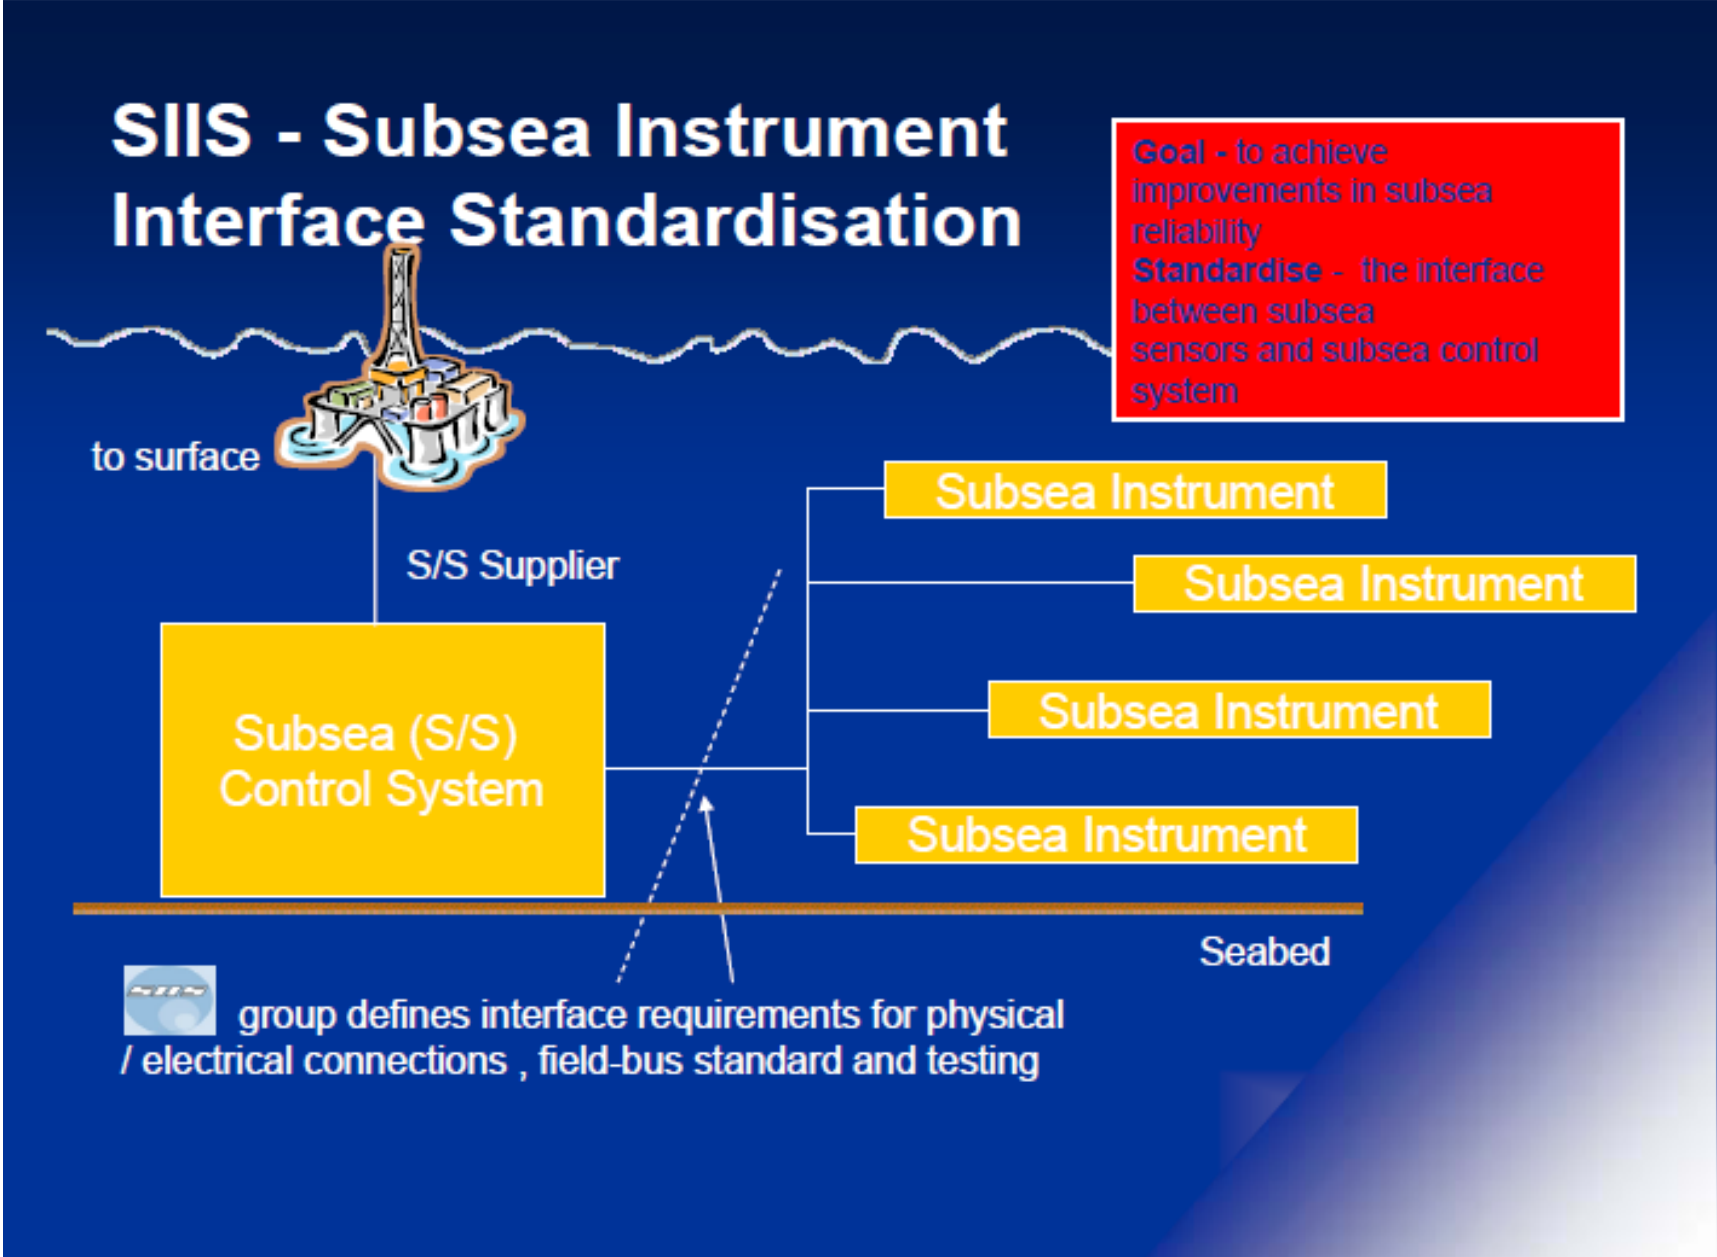 SIIS - Subsea Instrument
Interface Standardisation
Goal - to achieve
improvements in subsea
reliability
Standardise -  the interface
between subsea
sensors and subsea control
system
to surface
S/S Supplier
Subsea Instrument
Subsea Instrument
Subsea Instrument
Subsea Instrument
Subsea (S/S)
Control System
Seabed
SIIS group defines interface requirements for physical
/ electrical connections , field-bus standard and testing